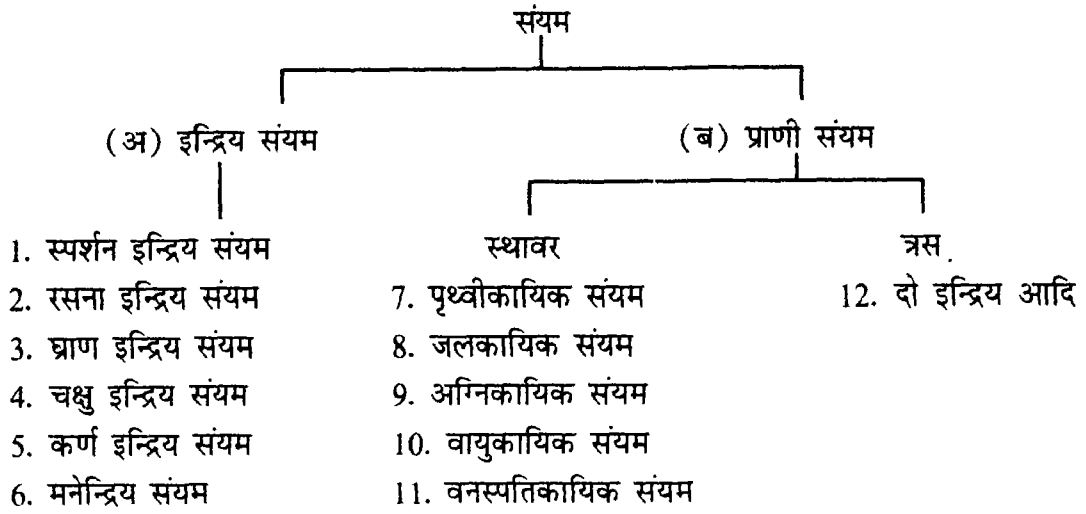 संयम
(अ) इन्द्रिय संयम
(ब) प्राणी संयम
1. स्पर्शन इन्द्रिय संयम
2. रसना इन्द्रिय संयम
3. घ्राण इन्द्रिय संयम
4. चक्षु इन्द्रिय संयम
5. कर्ण इन्द्रिय संयम
6. मनेन्द्रिय संयम
स्थावर
7. पृथ्वीकायिक संयम
8. जलकायिक संयम
9. अग्निकायिक संयम
10. वायुकायिक संयम
11. वनस्पतिकायिक संयम
त्रस
12. दो इन्द्रिय आदि